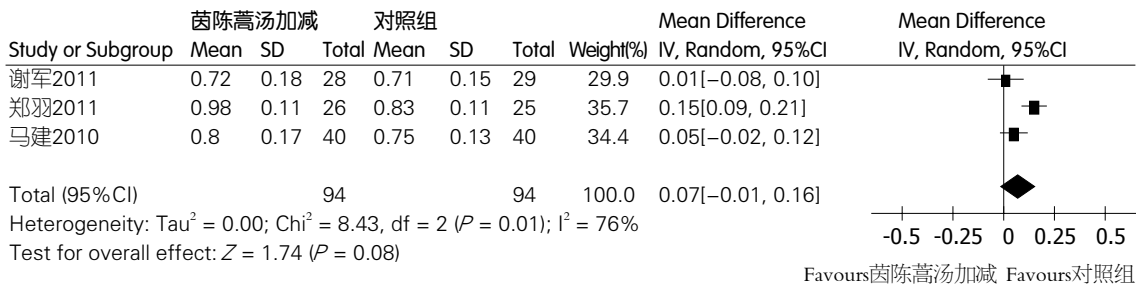 茵陈蒿汤加减 对照组 Mean Difference Mean Difference
Study or Subgroup Mean SD Total Mean SD Total Weight(%) IV, Random, 95%CI IV, Random, 95%CI
谢军2011 0.72 0.18 28 0.71 0.15 29 29.9 0.01[−0.08, 0.10]
郑羽2011 0.98 0.11 26 0.83 0.11 25 35.7 0.15[0.09, 0.21]
马建2010 0.8 0.17 40 0.75 0.13 40 34.4 0.05[−0.02, 0.12]
Total (95%CI) 94 94 100.0 0.07[−0.01, 0.16]
Heterogeneity: Tau² = 0.00; Chi² = 8.43, df = 2 (P = 0.01); I² = 76%
Test for overall effect: Z = 1.74 (P = 0.08)
-0.5 -0.25 0 0.25 0.5
Favours茵陈蒿汤加减 Favours对照组